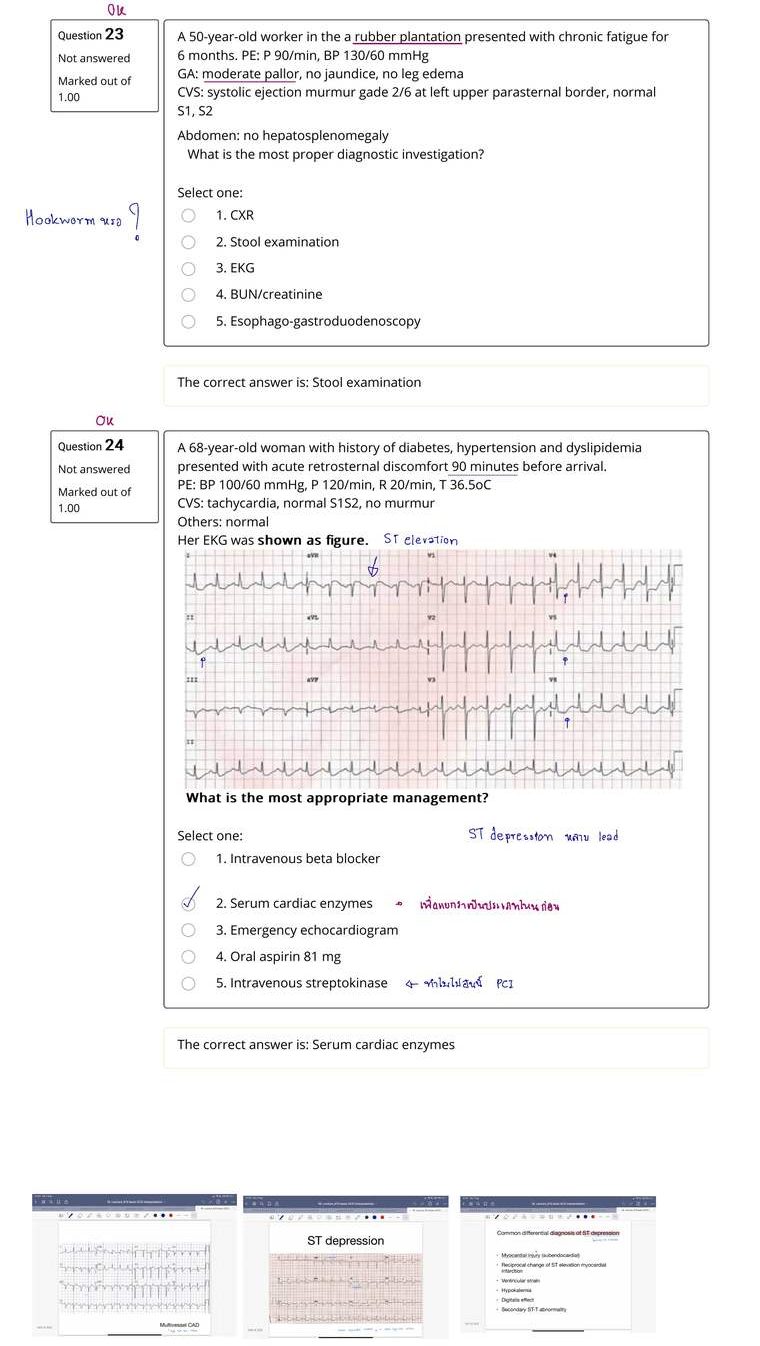 OK
Question 23
Not answered
Marked out of
1.00
A 50-year-old worker in the a rubber plantation presented with chronic fatigue for
6 months. PE: P 90/min, BP 130/60 mmHg
GA: moderate pallor, no jaundice, no leg edema
CVS: systolic ejection murmur gade 2/6 at left upper parasternal border, normal
S1, S2
Abdomen: no hepatosplenomegaly
What is the most proper diagnostic investigation?
Select one:
Hookworm หรอ ?
1. CXR
2. Stool examination
3. EKG
4. BUN/creatinine
5. Esophago-gastroduodenoscopy
The correct answer is: Stool examination
OK
Question 24
Not answered
Marked out of
1.00
A 68-year-old woman with history of diabetes, hypertension and dyslipidemia
presented with acute retrosternal discomfort 90 minutes before arrival.
PE: BP 100/60 mmHg, P 120/min, R 20/min, T 36.5oC
CVS: tachycardia, normal S1S2, no murmur
Others: normal
Her EKG was shown as figure. ST elevation
I aVR V1 V4
II aVL V2 V5
III aVF V3 V6
II
What is the most appropriate management?
Select one:
ST depression หลาย lead
1. Intravenous beta blocker
2. Serum cardiac enzymes
3. Emergency echocardiogram
4. Oral aspirin 81 mg
5. Intravenous streptokinase ← ทำไมไม่ PCI
The correct answer is: Serum cardiac enzymes
Multivessel CAD
ST depression
Common differential diagnosis of ST depression
Myocardial injury (subendocardial)
Reciprocal change of ST elevation myocardial
infarction
Ventricular strain
Hypokalemia
Digitalis effect
Secondary ST-T abnormality